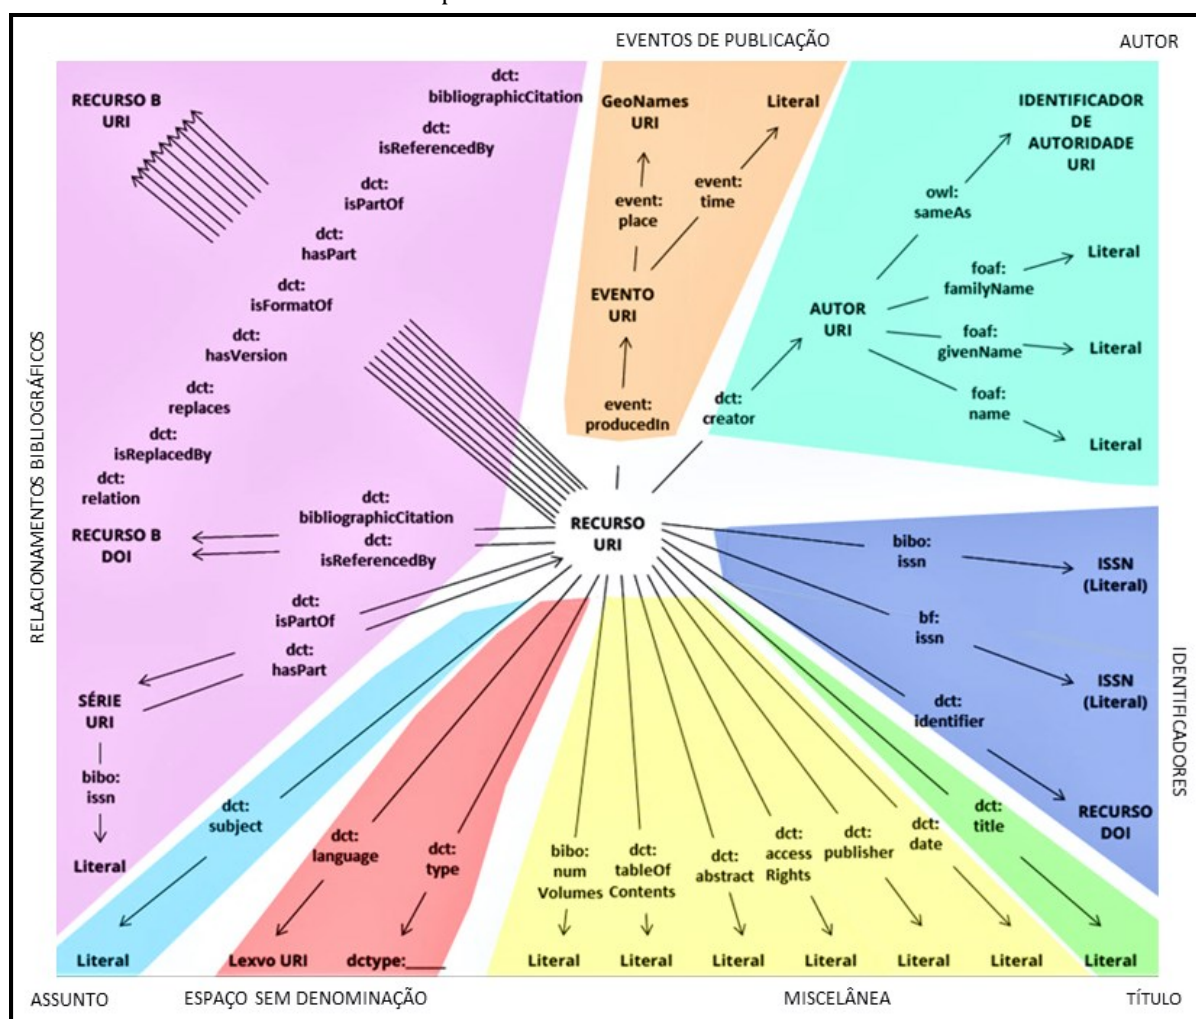 EVENTOS DE PUBLICAÇÃO
AUTOR
RELACIONAMENTOS BIBLIOGRÁFICOS
RECURSO B
URI
dct:
bibliographicCitation
dct:
isReferencedBy
dct:
isPartOf
dct:
hasPart
dct:
isFormatOf
dct:
hasVersion
dct:
replaces
dct:
isReplacedBy
dct:
relation
RECURSO B
DOI
dct:
bibliographicCitation
dct:
isReferencedBy
dct:
isPartOf
dct:
hasPart
SÉRIE
URI
bibo:
issn
Literal
GeoNames
URI
Literal
event:
place
event:
time
EVENTO
URI
event:
producedIn
IDENTIFICADOR
DE
AUTORIDADE
URI
owl:
sameAs
foaf:
familyName
Literal
AUTOR
URI
foaf:
givenName
Literal
foaf:
name
Literal
dct:
creator
RECURSO
URI
bibo:
issn
ISSN
(Literal)
bf:
issn
ISSN
(Literal)
dct:
identifier
RECURSO
DOI
IDENTIFICADORES
dct:
subject
Literal
dct:
language
Lexvo URI
dct:
type
dctype:_____
bibo:
num
Volumes
dct:
tableOf
Contents
dct:
abstract
dct:
access
Rights
dct:
publisher
dct:
date
dct:
title
Literal
Literal
Literal
Literal
Literal
Literal
Literal
ASSUNTO
ESPAÇO SEM DENOMINAÇÃO
MISCELÂNEA
TÍTULO